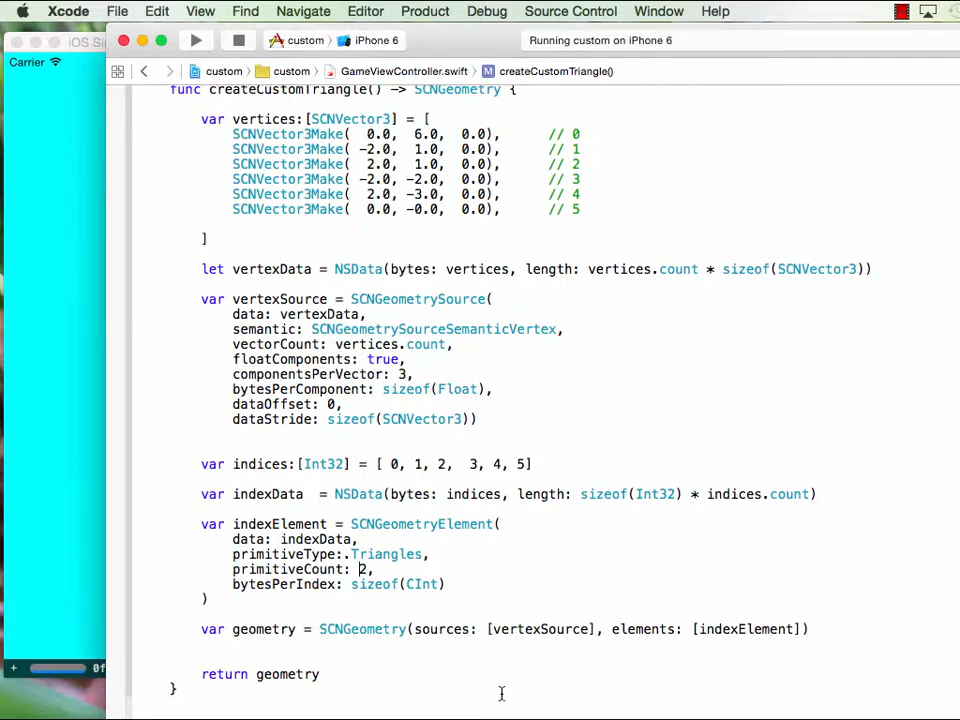 Xcode File Edit View Find Navigate Editor Product Debug Source Control Window Help
iOS Si
custom iPhone 6 Running custom on iPhone 6
Carrier
custom custom GameViewController.swift M createCustomTriangle()
func createCustomTriangle() -> SCNGeometry {
var vertices:[SCNVector3] = [
SCNVector3Make( 0.0, 6.0, 0.0), // 0
SCNVector3Make( -2.0, 1.0, 0.0), // 1
SCNVector3Make( 2.0, 1.0, 0.0), // 2
SCNVector3Make( -2.0, -2.0, 0.0), // 3
SCNVector3Make( 2.0, -3.0, 0.0), // 4
SCNVector3Make( 0.0, -0.0, 0.0), // 5
]
let vertexData = NSData(bytes: vertices, length: vertices.count * sizeof(SCNVector3))
var vertexSource = SCNGeometrySource(
data: vertexData,
semantic: SCNGeometrySourceSemanticVertex,
vectorCount: vertices.count,
floatComponents: true,
componentsPerVector: 3,
bytesPerComponent: sizeof(Float),
dataOffset: 0,
dataStride: sizeof(SCNVector3))
var indices:[Int32] = [ 0, 1, 2, 3, 4, 5]
var indexData = NSData(bytes: indices, length: sizeof(Int32) * indices.count)
var indexElement = SCNGeometryElement(
data: indexData,
primitiveType:.Triangles,
primitiveCount: 2,
bytesPerIndex: sizeof(CInt)
)
var geometry = SCNGeometry(sources: [vertexSource], elements: [indexElement])
+ 0f
return geometry
}